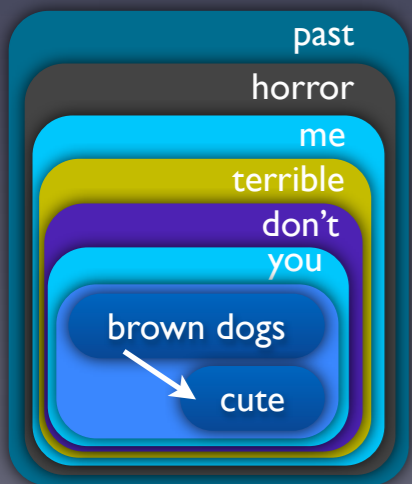 past
horror
me
terrible
don't
you
brown dogs
cute